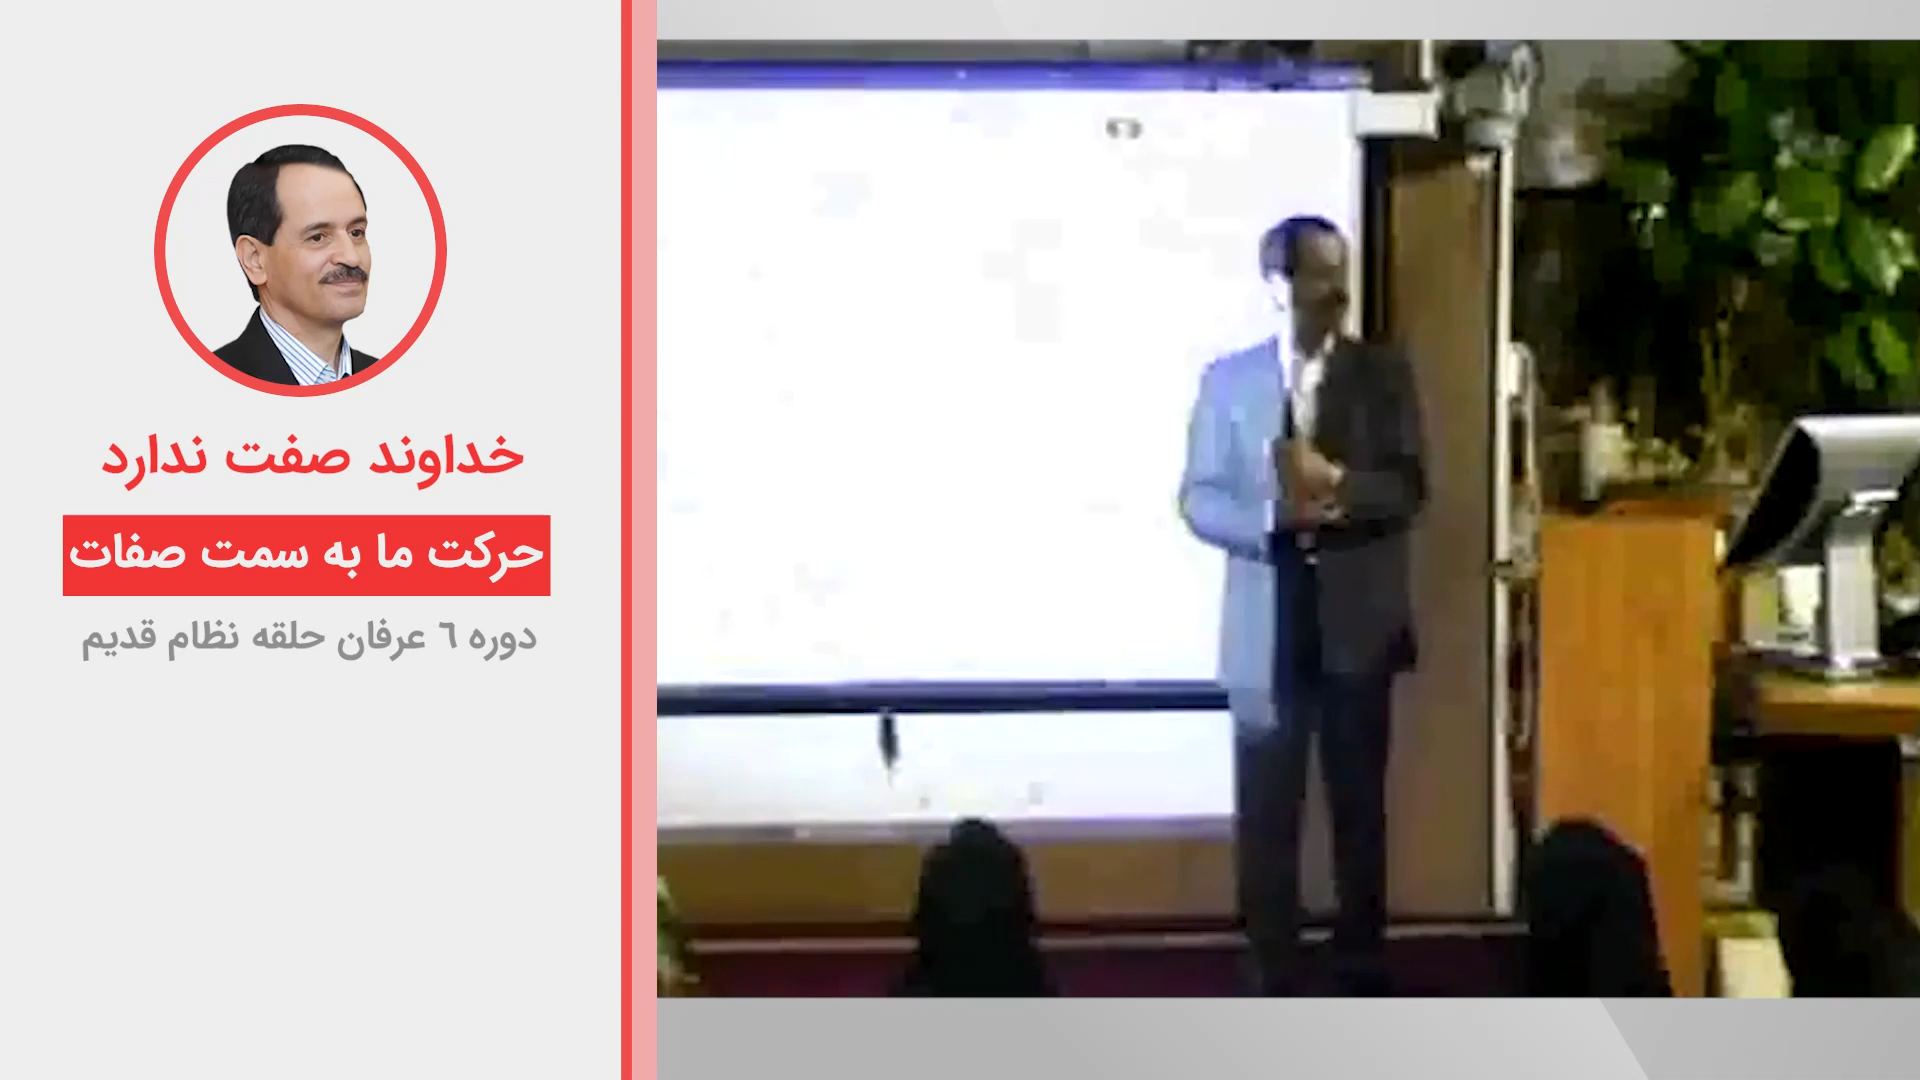 خداوند صفت ندارد
حرکت ما به سمت صفات
دوره ٦ عرفان حلقه نظام قدیم